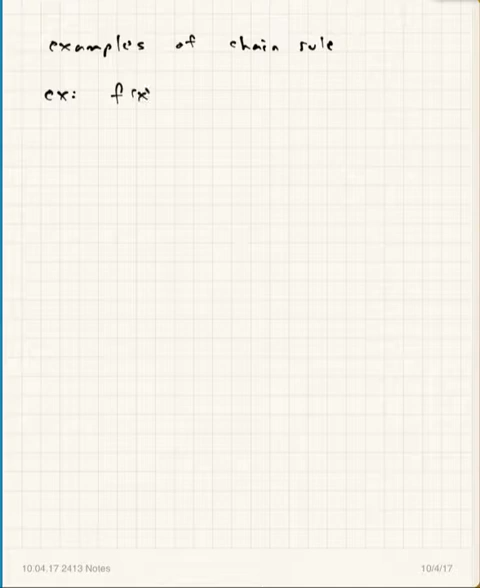 examples of chain rule
ex: f(x)
10.04.17 2413 Notes
10/4/17